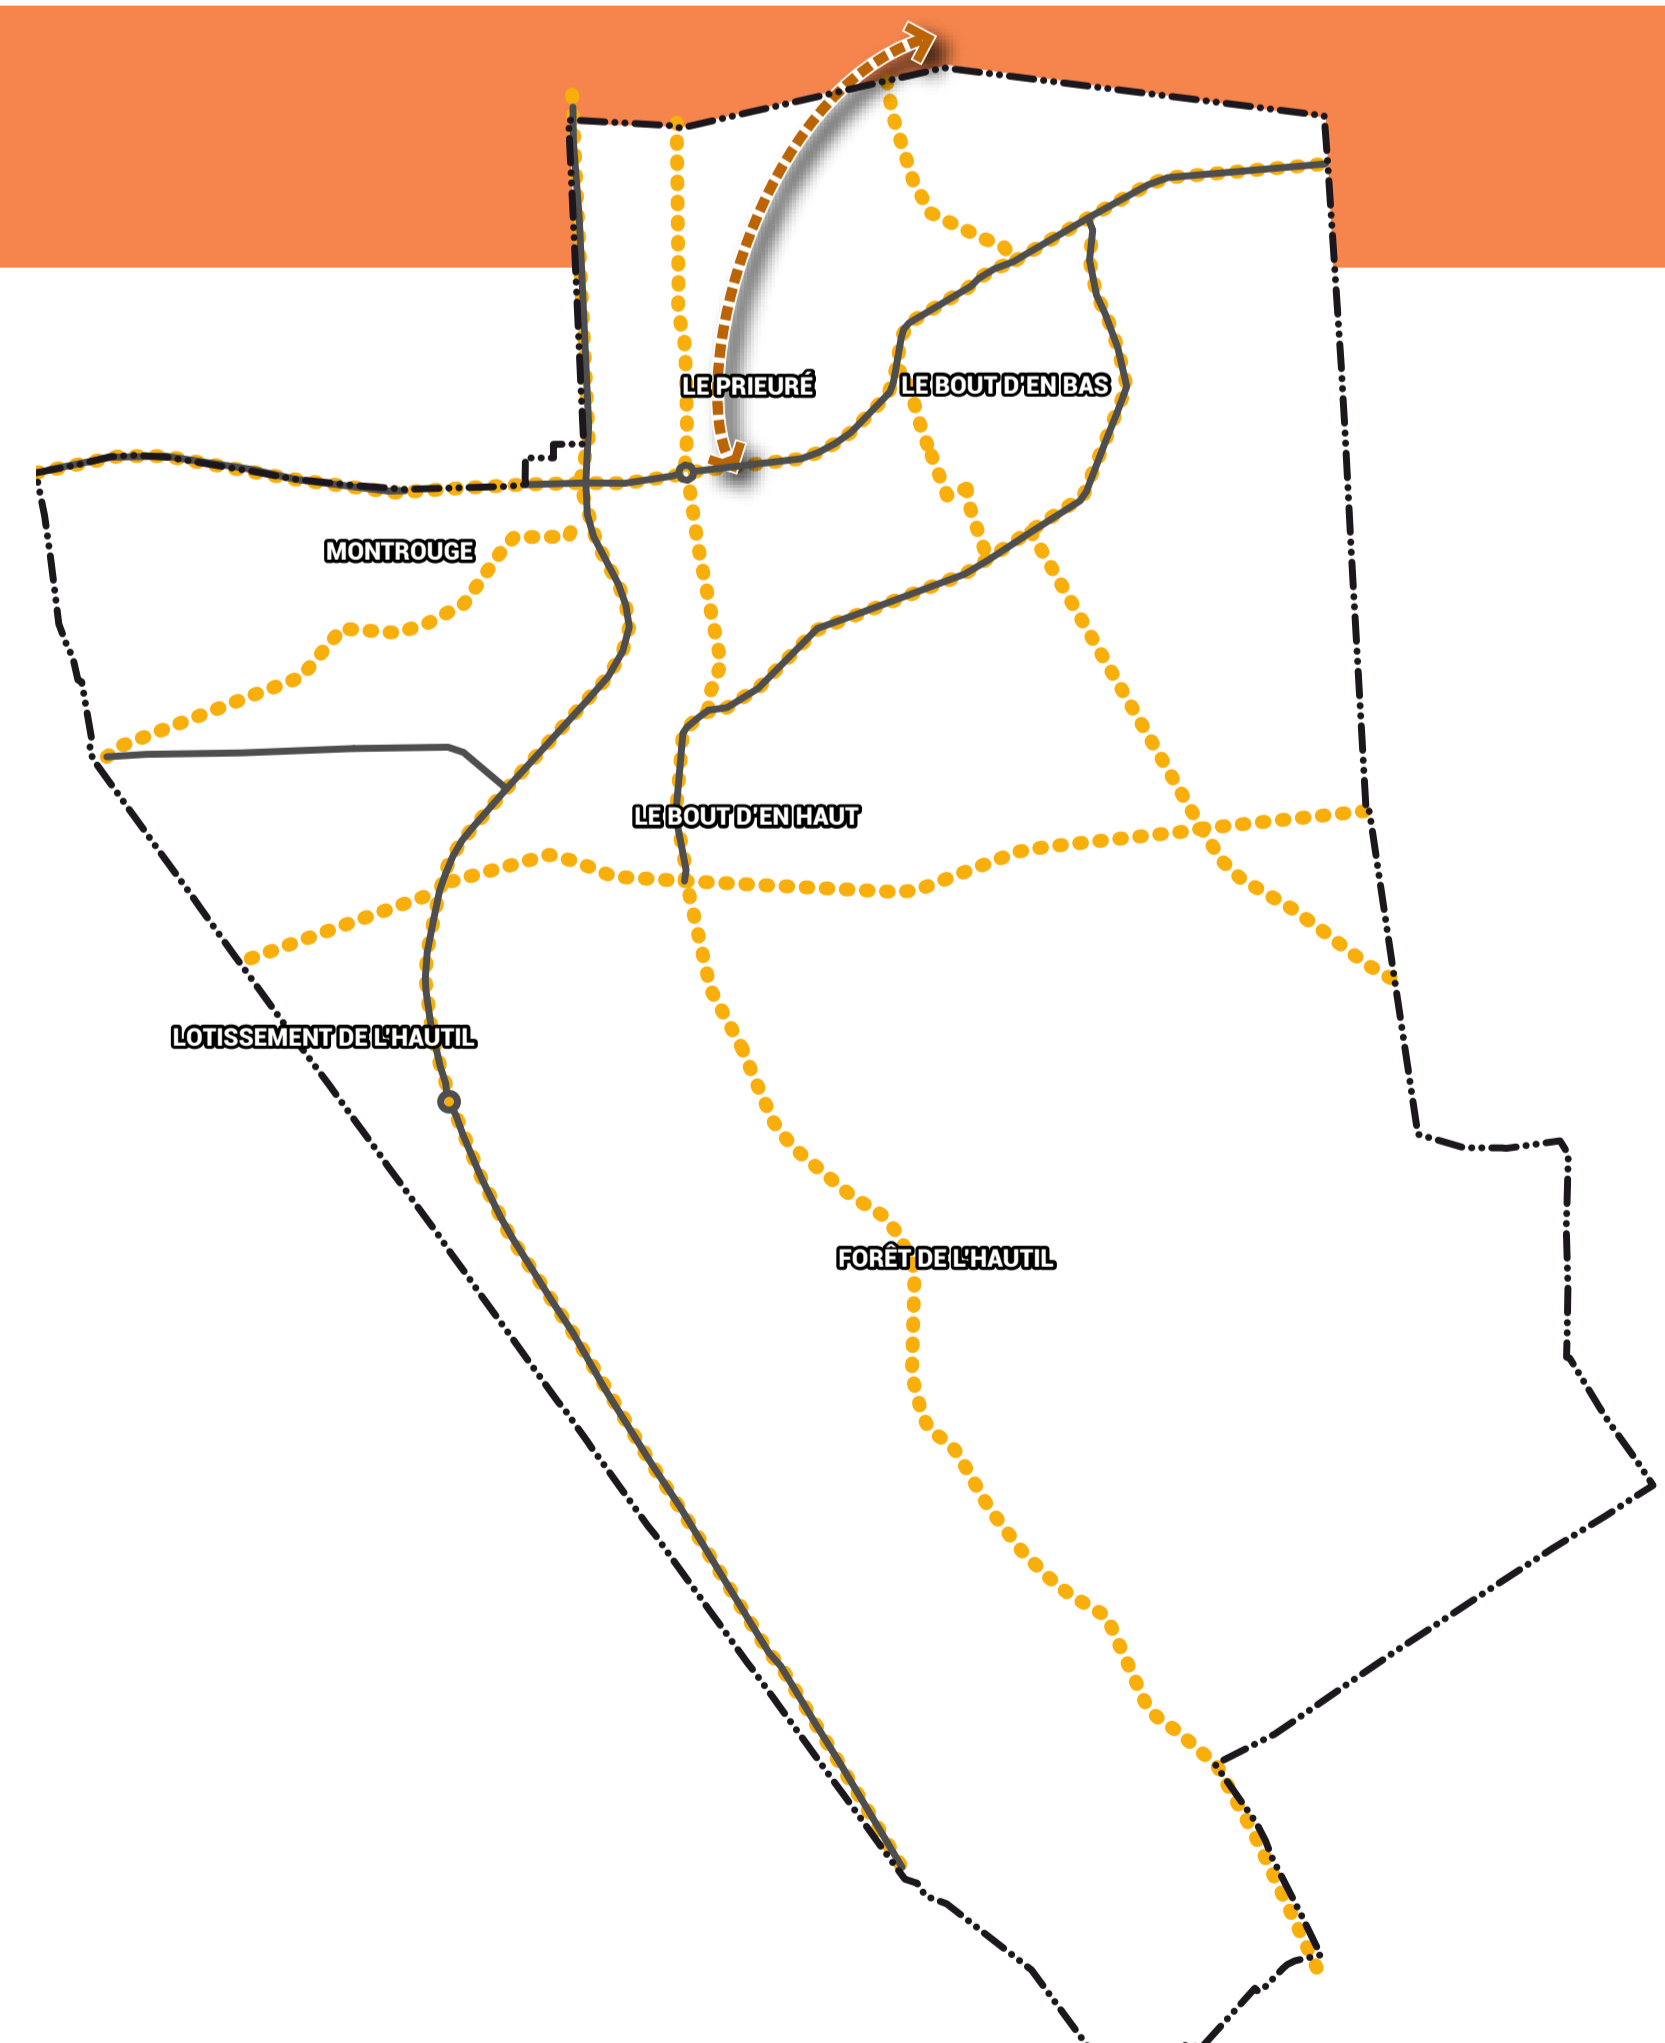 LE PRIEURÉ
LE BOUT D'EN BAS
MONTROUGE
LE BOUT D'EN HAUT
LOTISSEMENT DE L'HAUTIL
FORÊT DE L'HAUTIL